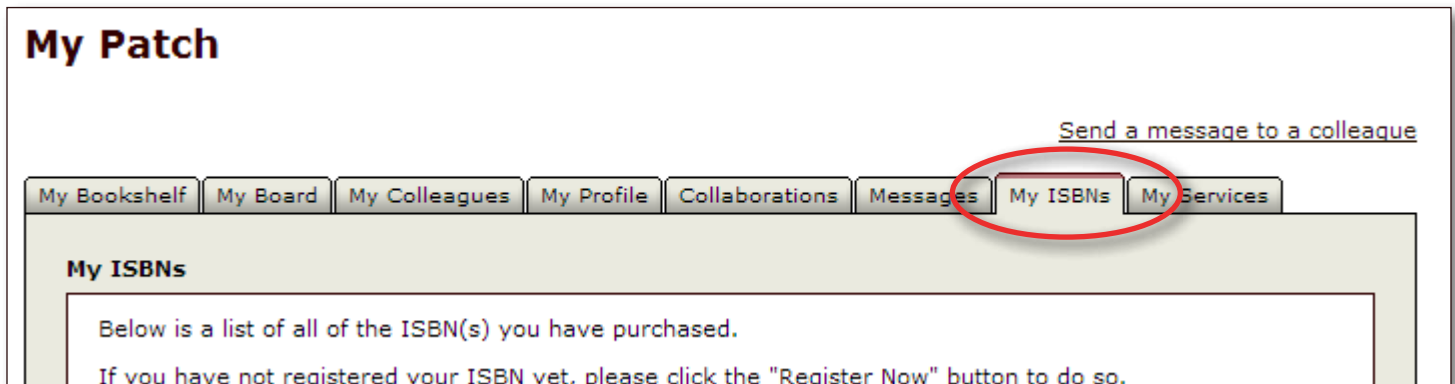 My Patch
Send a message to a colleague
My Bookshelf My Board My Colleagues My Profile Collaborations Messages My ISBNs My Services
My ISBNs
Below is a list of all of the ISBN(s) you have purchased.
If you have not registered your ISBN yet, please click the "Register Now" button to do so.